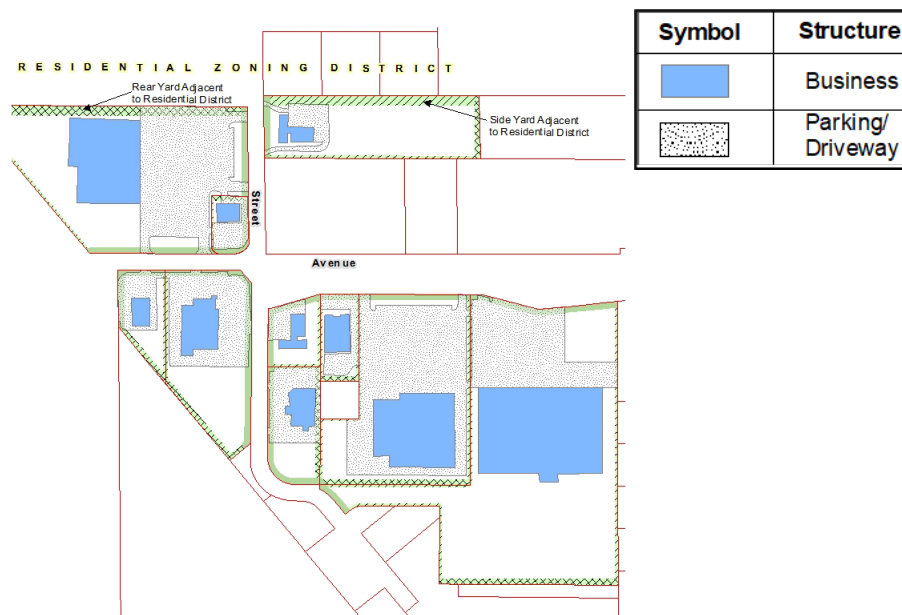 RESIDENTIAL ZONING DISTRICT
Rear Yard Adjacent
to Residential District
Side Yard Adjacent
to Residential District
Street
Avenue
Symbol Structure
Business
Parking/
Driveway